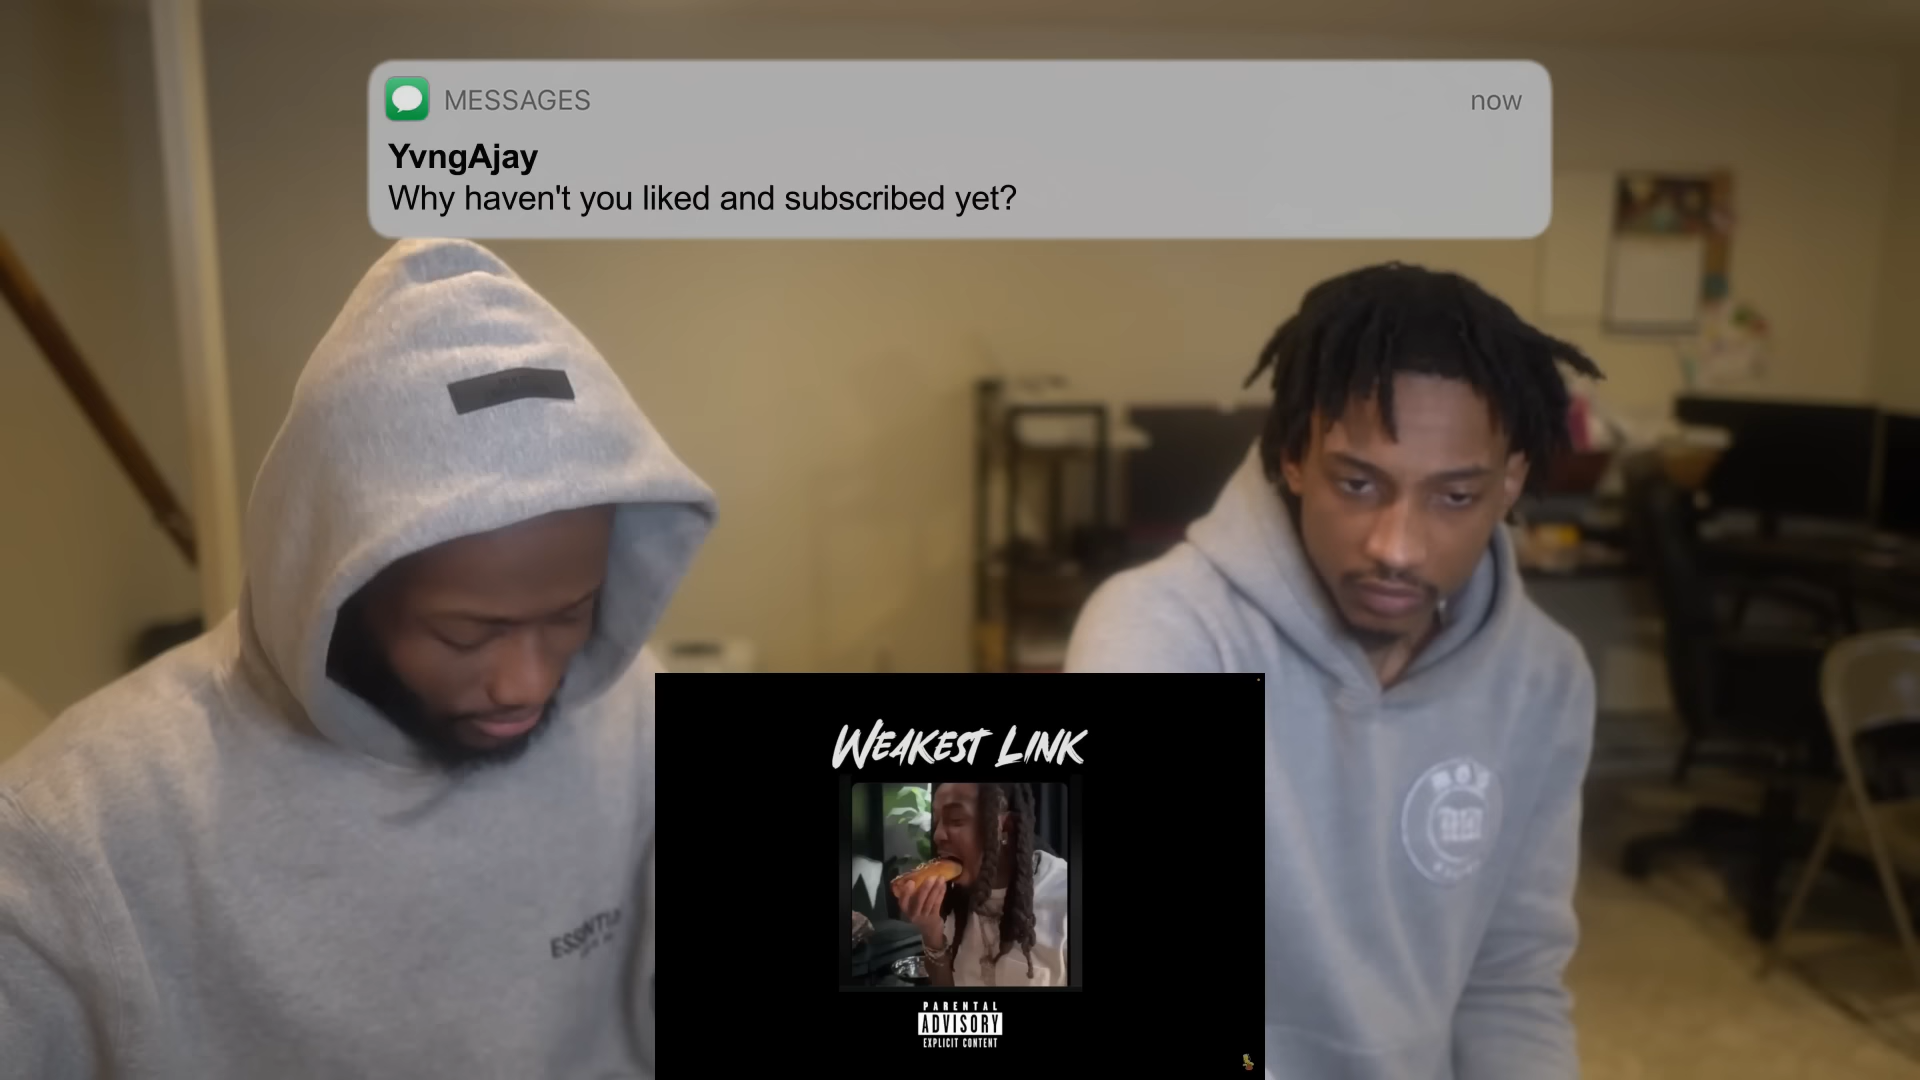 MESSAGES
now
YvngAjay
Why haven't you liked and subscribed yet?
WEAKEST LINK
PARENTAL
ADVISORY
EXPLICIT CONTENT